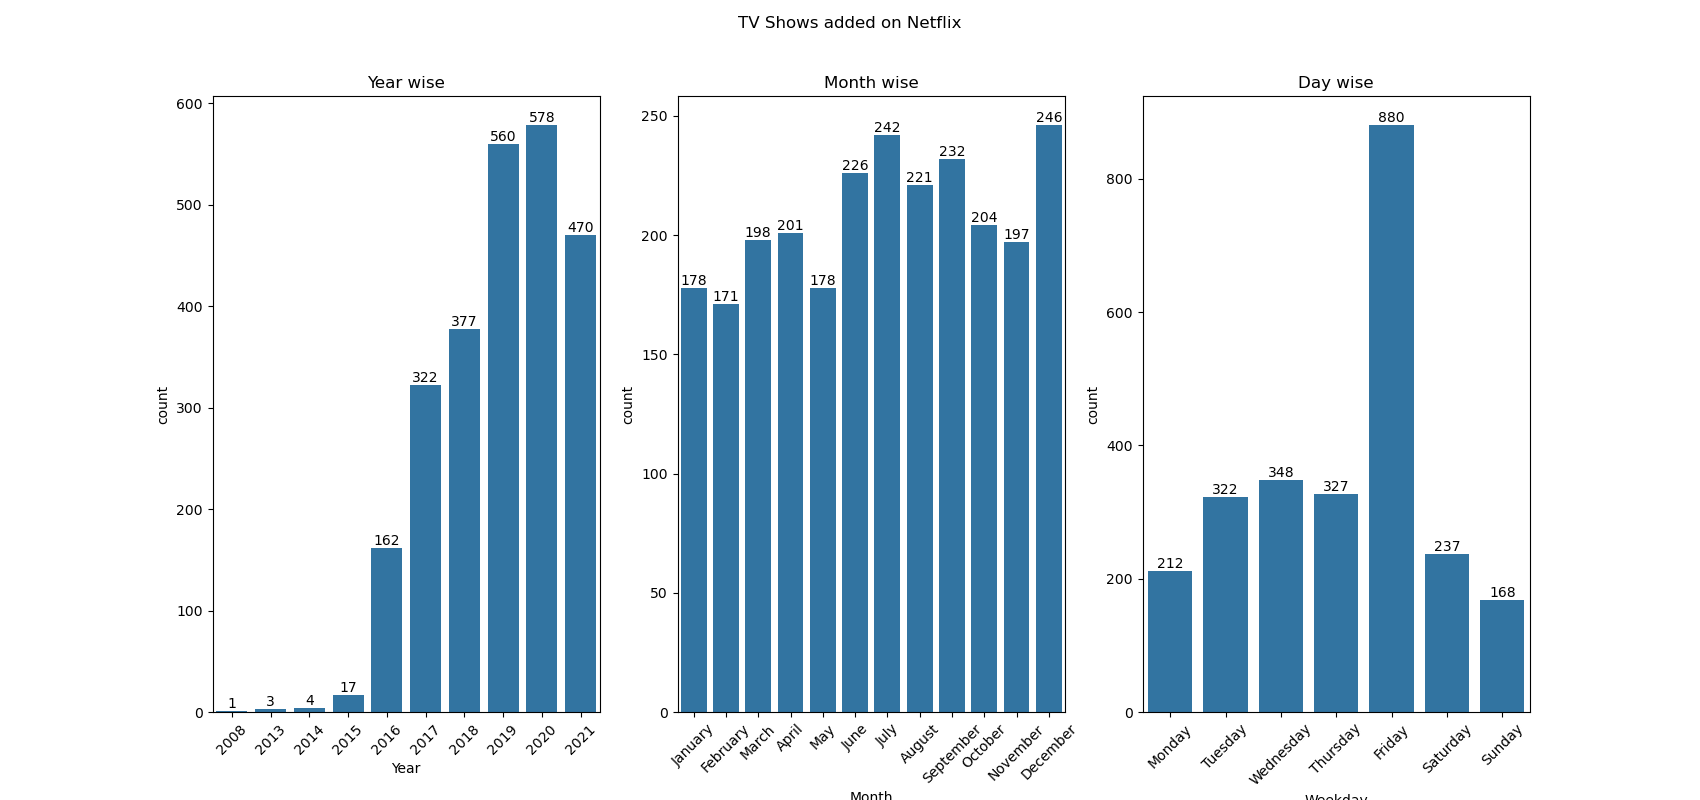 TV Shows added on Netflix
Year wise
600
500
400
300
200
100
0
count
1
3
4
17
162
322
377
560
578
470
2008
2013
2014
2015
2016
2017
2018
2019
2020
2021
Year
Month wise
250
200
150
100
50
0
count
178
171
198
201
178
226
242
221
232
204
197
246
January
February
March
April
May
June
July
August
September
October
November
December
Month
Day wise
800
600
400
200
0
count
212
322
348
327
880
237
168
Monday
Tuesday
Wednesday
Thursday
Friday
Saturday
Sunday
Weekday